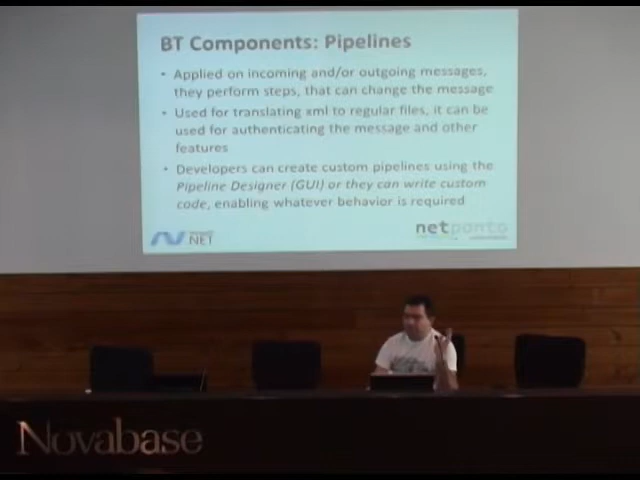 BT Components: Pipelines
• Applied on incoming and/or outgoing messages,
they perform steps, that can change the message
• Used for translating xml to regular files, it can be
used for authenticating the message and other
features
• Developers can create custom pipelines using the
Pipeline Designer (GUI) or they can write custom
code, enabling whatever behavior is required
NET
netponto
Novabase